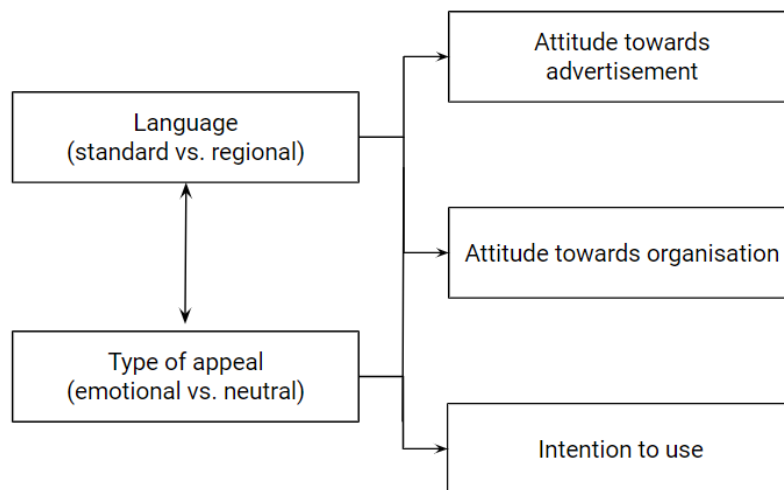 Attitude towards
advertisement
Language
(standard vs. regional)
Attitude towards organisation
Type of appeal
(emotional vs. neutral)
Intention to use